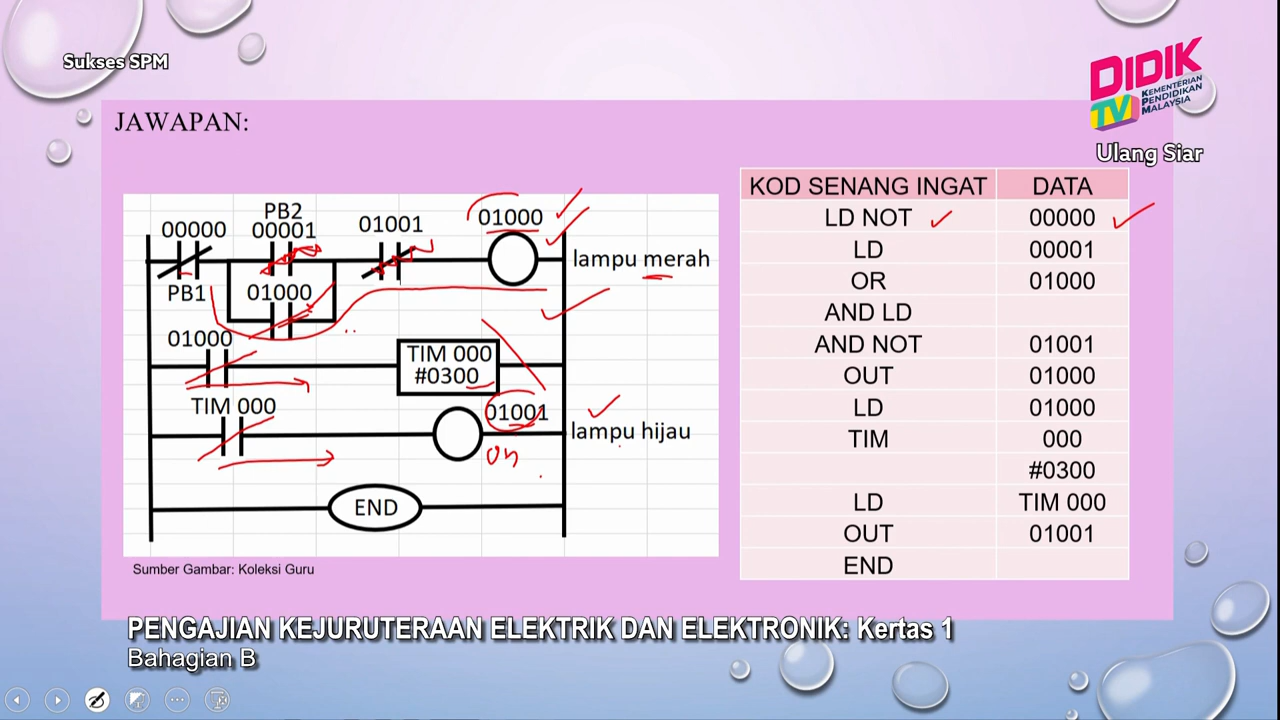 Sukses SPM
DIDIK
TV
KEMENTERIAN
PENDIDIKAN
MALAYSIA
Ulang Siar
JAWAPAN:
PB2
00000
00001
01001
01000
lampu merah
PB1
01000
01000
TIM 000
#0300
TIM 000
01001
lampu hijau
on
END
Sumber Gambar: Koleksi Guru
KOD SENANG INGAT DATA
LD NOT 00000
LD 00001
OR 01000
AND LD
AND NOT 01001
OUT 01000
LD 01000
TIM 000
#0300
LD TIM 000
OUT 01001
END
PENGAJIAN KEJURUTERAAN ELEKTRIK DAN ELEKTRONIK: Kertas 1
Bahagian B